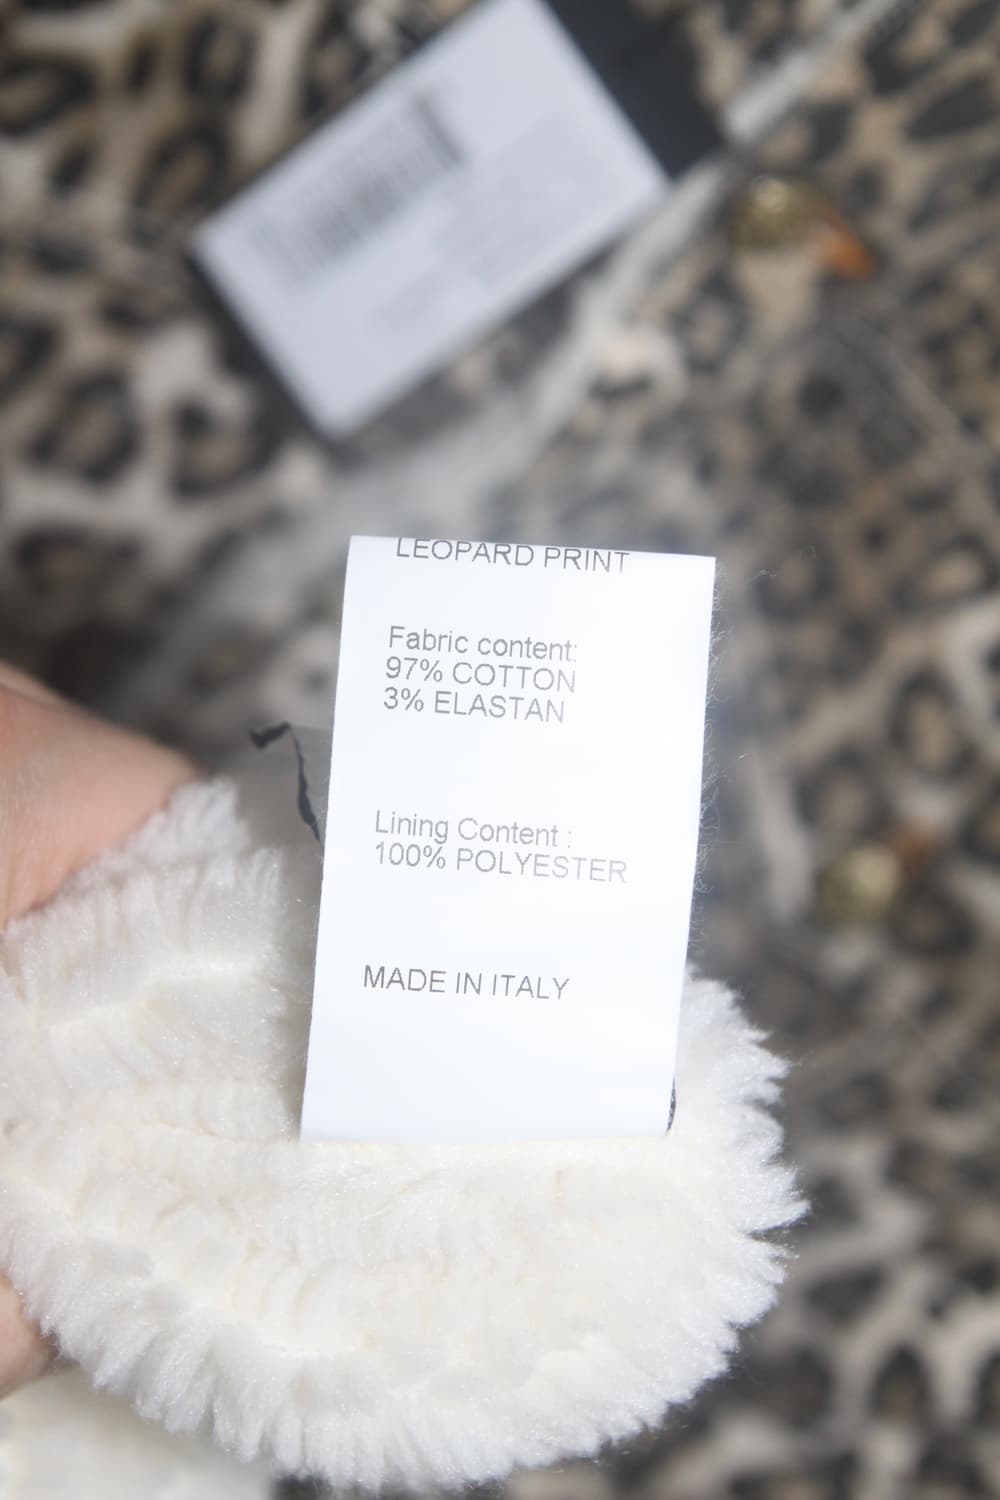 LEOPARD PRINT
Fabric content:
97% COTTON
3% ELASTAN
Lining Content :
100% POLYESTER
MADE IN ITALY